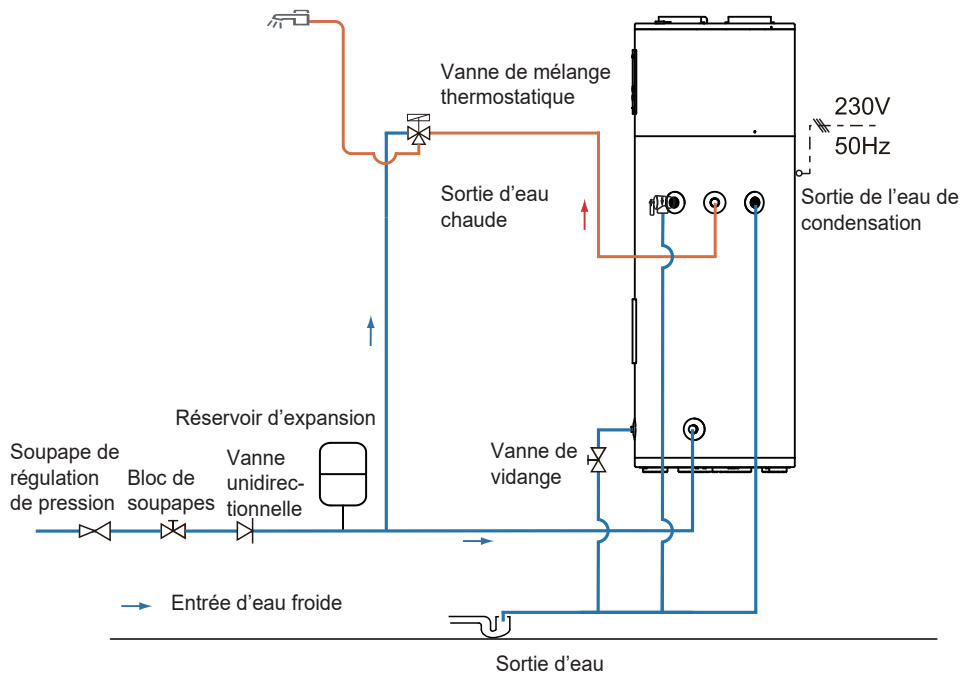 Vanne de mélange
thermostatique
230V
50Hz
Sortie d'eau
chaude
Sortie de l'eau de
condensation
Réservoir d'expansion
Soupape de
régulation
de pression
Bloc de
soupapes
Vanne
unidirec-
tionnelle
Vanne de
vidange
Entrée d'eau froide
Sortie d'eau